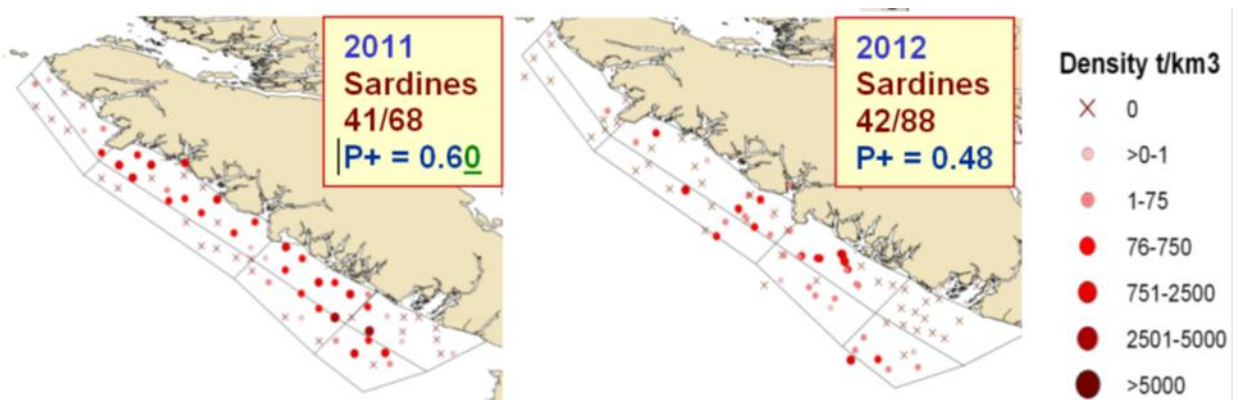 2011
Sardines
41/68
P+ = 0.60
2012
Sardines
42/88
P+ = 0.48
Density t/km3
0
>0-1
1-75
76-750
751-2500
2501-5000
>5000